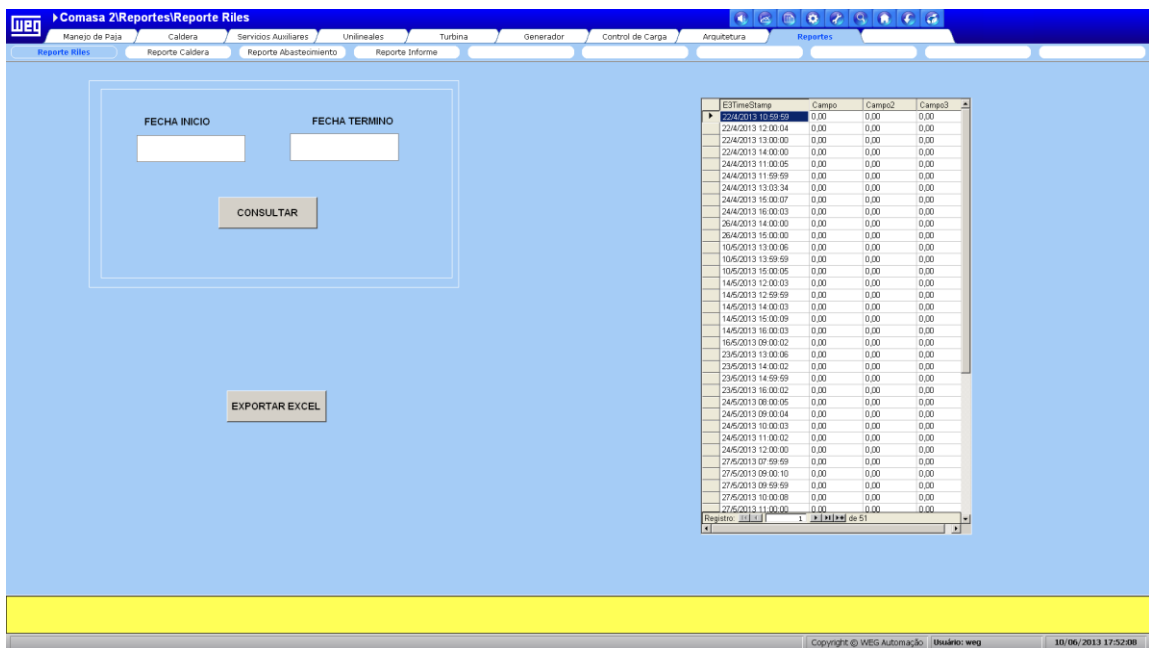 weg
Comasa 2\Reportes\Reporte Riles
Manejo de Paja Caldera Servicios Auxiliares Unilineales Turbina Generador Control de Carga Arquitetura Reportes
Reporte Riles Reporte Caldera Reporte Abastecimiento Reporte Informe
FECHA INICIO FECHA TERMINO
CONSULTAR
EXPORTAR EXCEL
E3TimeStamp Campo Campo2 Campo3
22/4/2013 10:59:59 0,00 0,00 0,00
22/4/2013 12:00:04 0,00 0,00 0,00
22/4/2013 13:00:00 0,00 0,00 0,00
22/4/2013 14:00:00 0,00 0,00 0,00
24/4/2013 11:00:05 0,00 0,00 0,00
24/4/2013 11:59:59 0,00 0,00 0,00
24/4/2013 13:03:34 0,00 0,00 0,00
24/4/2013 15:00:07 0,00 0,00 0,00
24/4/2013 16:00:03 0,00 0,00 0,00
26/4/2013 14:00:00 0,00 0,00 0,00
26/4/2013 15:00:00 0,00 0,00 0,00
10/5/2013 13:00:06 0,00 0,00 0,00
10/5/2013 13:59:59 0,00 0,00 0,00
10/5/2013 15:00:05 0,00 0,00 0,00
14/5/2013 12:00:03 0,00 0,00 0,00
14/5/2013 12:59:59 0,00 0,00 0,00
14/5/2013 14:00:03 0,00 0,00 0,00
14/5/2013 15:00:09 0,00 0,00 0,00
14/5/2013 16:00:03 0,00 0,00 0,00
16/5/2013 09:00:02 0,00 0,00 0,00
23/5/2013 13:00:06 0,00 0,00 0,00
23/5/2013 14:00:02 0,00 0,00 0,00
23/5/2013 14:59:59 0,00 0,00 0,00
23/5/2013 16:00:02 0,00 0,00 0,00
24/5/2013 08:00:05 0,00 0,00 0,00
24/5/2013 09:00:04 0,00 0,00 0,00
24/5/2013 10:00:03 0,00 0,00 0,00
24/5/2013 11:00:02 0,00 0,00 0,00
24/5/2013 12:00:00 0,00 0,00 0,00
27/5/2013 07:59:59 0,00 0,00 0,00
27/5/2013 09:00:10 0,00 0,00 0,00
27/5/2013 09:59:59 0,00 0,00 0,00
27/5/2013 10:00:08 0,00 0,00 0,00
27/5/2013 11:00:00 0,00 0,00 0,00
Registro: 1 de 51
Copyright © WEG Automação Usuário: weg 10/06/2013 17:52:08